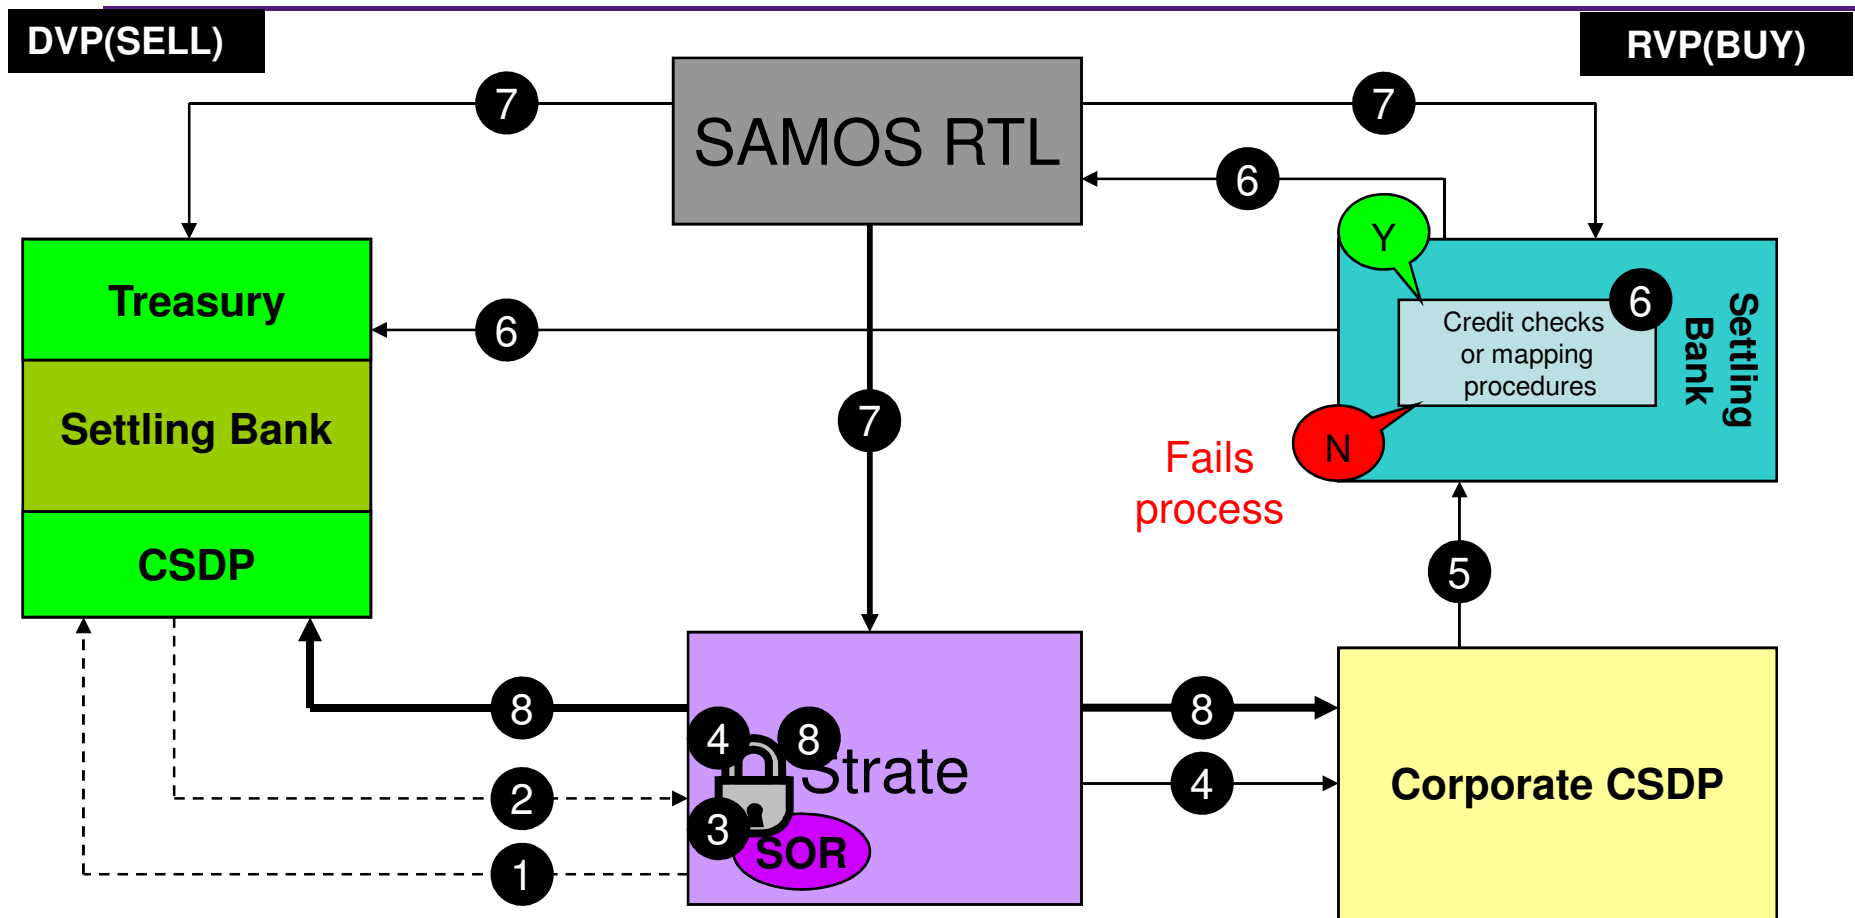 DVP(SELL)
RVP(BUY)
7
SAMOS RTL
7
6
Y
Treasury
6
6
Credit checks
or mapping
procedures
Settling
Bank
Settling Bank
7
N
Fails
process
CSDP
5
8
4
8
Strate
8
2
3
SOR
4
Corporate CSDP
1